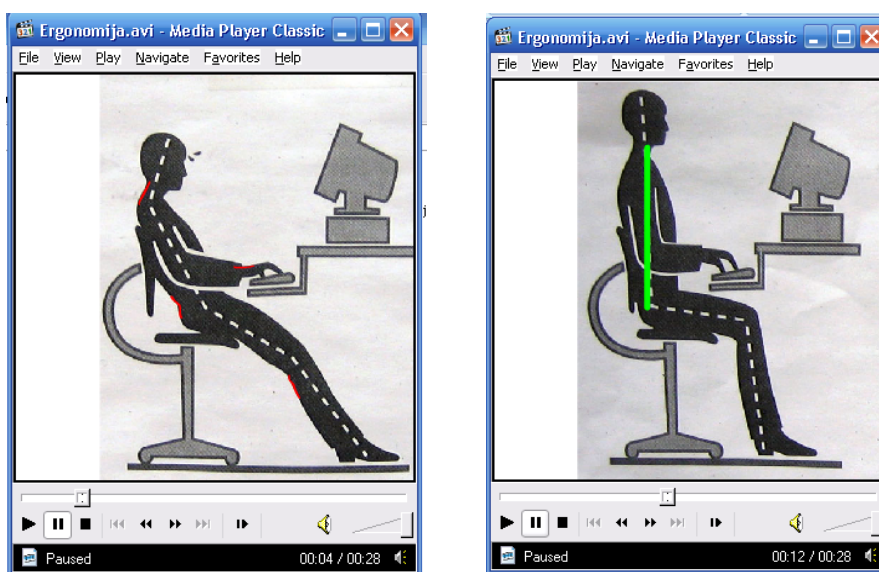 Ergonomija.avi - Media Player Classic
File View Play Navigate Favorites Help
Paused 00:04 / 00:28
Ergonomija.avi - Media Player Classic
File View Play Navigate Favorites Help
Paused 00:12 / 00:28